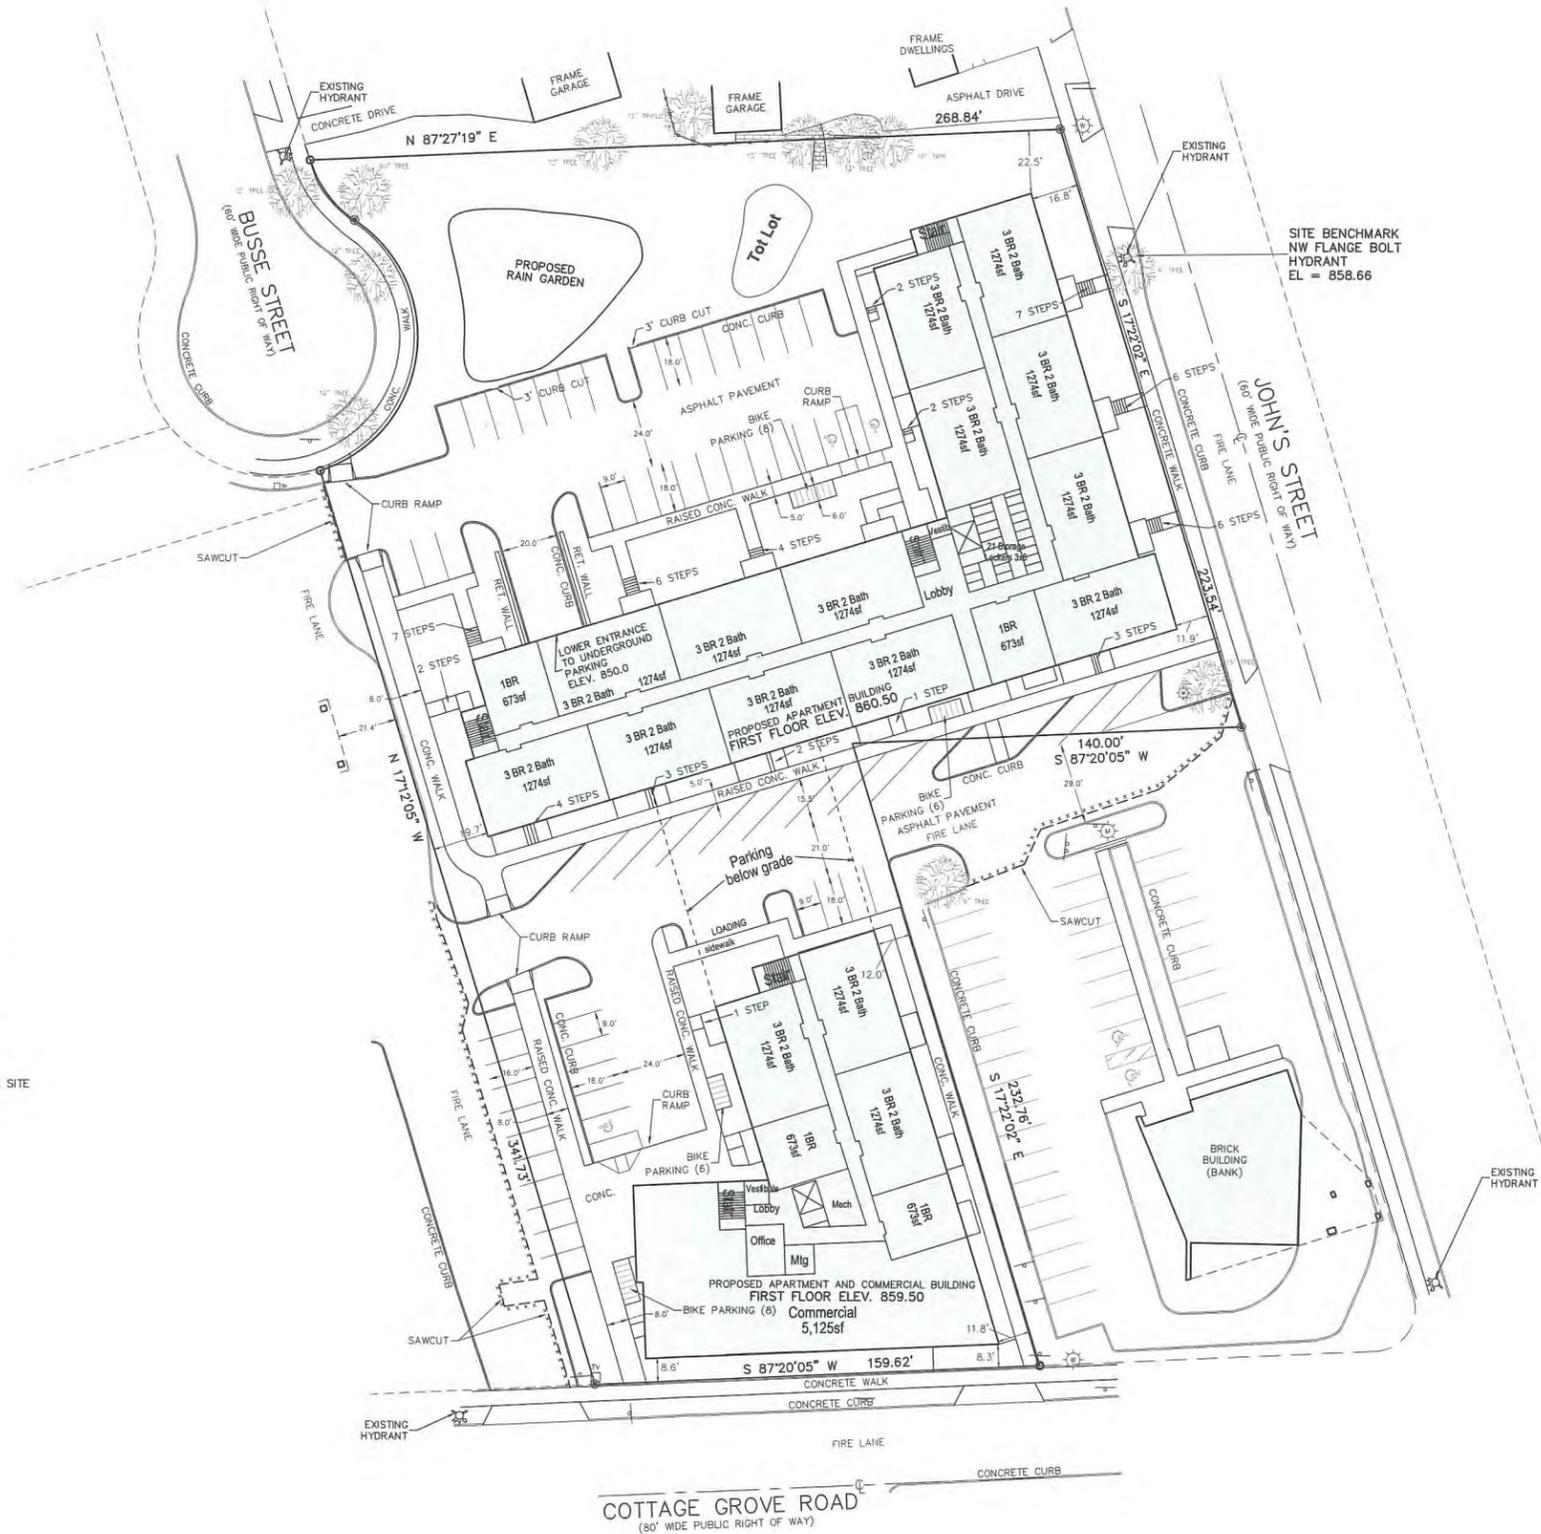 FRAME
DWELLINGS
FRAME
GARAGE
FRAME
GARAGE
ASPHALT DRIVE
EXISTING
HYDRANT
CONCRETE DRIVE
N 87°27'19" E
268.84'
22.5'
16.8'
EXISTING
HYDRANT
SITE BENCHMARK
NW FLANGE BOLT
HYDRANT
EL = 858.66
BUSSE STREET
(60' WIDE PUBLIC RIGHT OF WAY)
CONCRETE CURB
WALK
CONC.
PROPOSED
RAIN GARDEN
Tot Lot
3' CURB CUT
CONC. CURB
3' CURB CUT
18.0'
24.0'
ASPHALT PAVEMENT
BIKE
PARKING (8)
CURB
RAMP
Stair
2 STEPS
2 STEPS
7 STEPS
3 BR 2 Bath
1274sf
3 BR 2 Bath
1274sf
3 BR 2 Bath
1274sf
3 BR 2 Bath
1274sf
3 BR 2 Bath
1274sf
S 17°22'02" E
6 STEPS
6 STEPS
223.54'
CONCRETE WALK
CONCRETE CURB
FIRE LANE
JOHN'S STREET
(60' WIDE PUBLIC RIGHT OF WAY)
CURB RAMP
SAWCUT
9.0'
18.0'
RAISED CONC. WALK
5.0'
6.0'
20.0'
RET. WALL
CONC. CURB
RET. WALL
4 STEPS
6 STEPS
FIRE LANE
7 STEPS
2 STEPS
8.0'
21.4'
N 17°12'05" W
CONC. WALK
Stair
Vestib
21 Storage
Lockers 3x6
Lobby
Stair
1BR
673sf
LOWER ENTRANCE
TO UNDERGROUND
PARKING
ELEV. 850.0
3 BR 2 Bath
1274sf
3 BR 2 Bath
1274sf
3 BR 2 Bath
1274sf
1BR
673sf
3 BR 2 Bath
1274sf
3 BR 2 Bath
1274sf
3 BR 2 Bath
1274sf
3 BR 2 Bath
1274sf
3 BR 2 Bath
1274sf
PROPOSED APARTMENT BUILDING
FIRST FLOOR ELEV. 860.50
3 STEPS
11.9'
1 STEP
2 STEPS
3 STEPS
4 STEPS
19.7'
5.0'
RAISED CONC. WALK
15.5'
140.00'
S 87°20'05" W
CONC. CURB
BIKE
PARKING (6)
ASPHALT PAVEMENT
FIRE LANE
29.0'
Parking
below grade
21.0'
18.0'
9.0'
SAWCUT
CURB RAMP
LOADING
sidewalk
RAISED CONC. WALK
1 STEP
Stair
12.0'
3 BR 2 Bath
1274sf
3 BR 2 Bath
1274sf
3 BR 2 Bath
1274sf
1BR
673sf
1BR
673sf
CONC. CURB
9.0'
16.0'
18.0'
24.0'
8.0'
RAISED CONC. WALK
CURB
RAMP
BIKE
PARKING (6)
CONC.
FIRE LANE
341.73'
CONCRETE CURB
CONC. WALK
CONCRETE CURB
232.76'
S 17°22'02" E
CONCRETE CURB
SITE
BRICK
BUILDING
(BANK)
EXISTING
HYDRANT
Stair
Vestibule
Lobby
Mech
Office
Mtg
PROPOSED APARTMENT AND COMMERCIAL BUILDING
FIRST FLOOR ELEV. 859.50
Commercial
5,125sf
BIKE PARKING (8)
8.0'
SAWCUT
11.8'
8.6'
S 87°20'05" W
159.62'
8.3'
CONCRETE WALK
CONCRETE CURB
EXISTING
HYDRANT
FIRE LANE
CONCRETE CURB
COTTAGE GROVE ROAD
(80' WIDE PUBLIC RIGHT OF WAY)